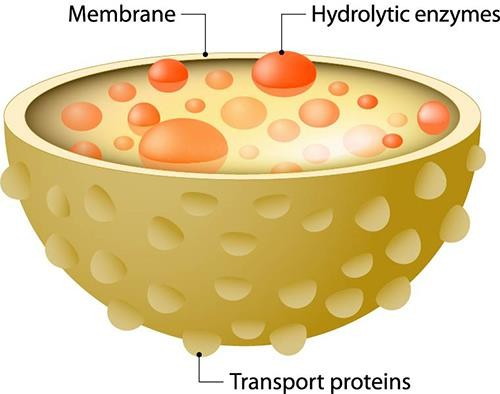 Membrane
Hydrolytic enzymes
Transport proteins